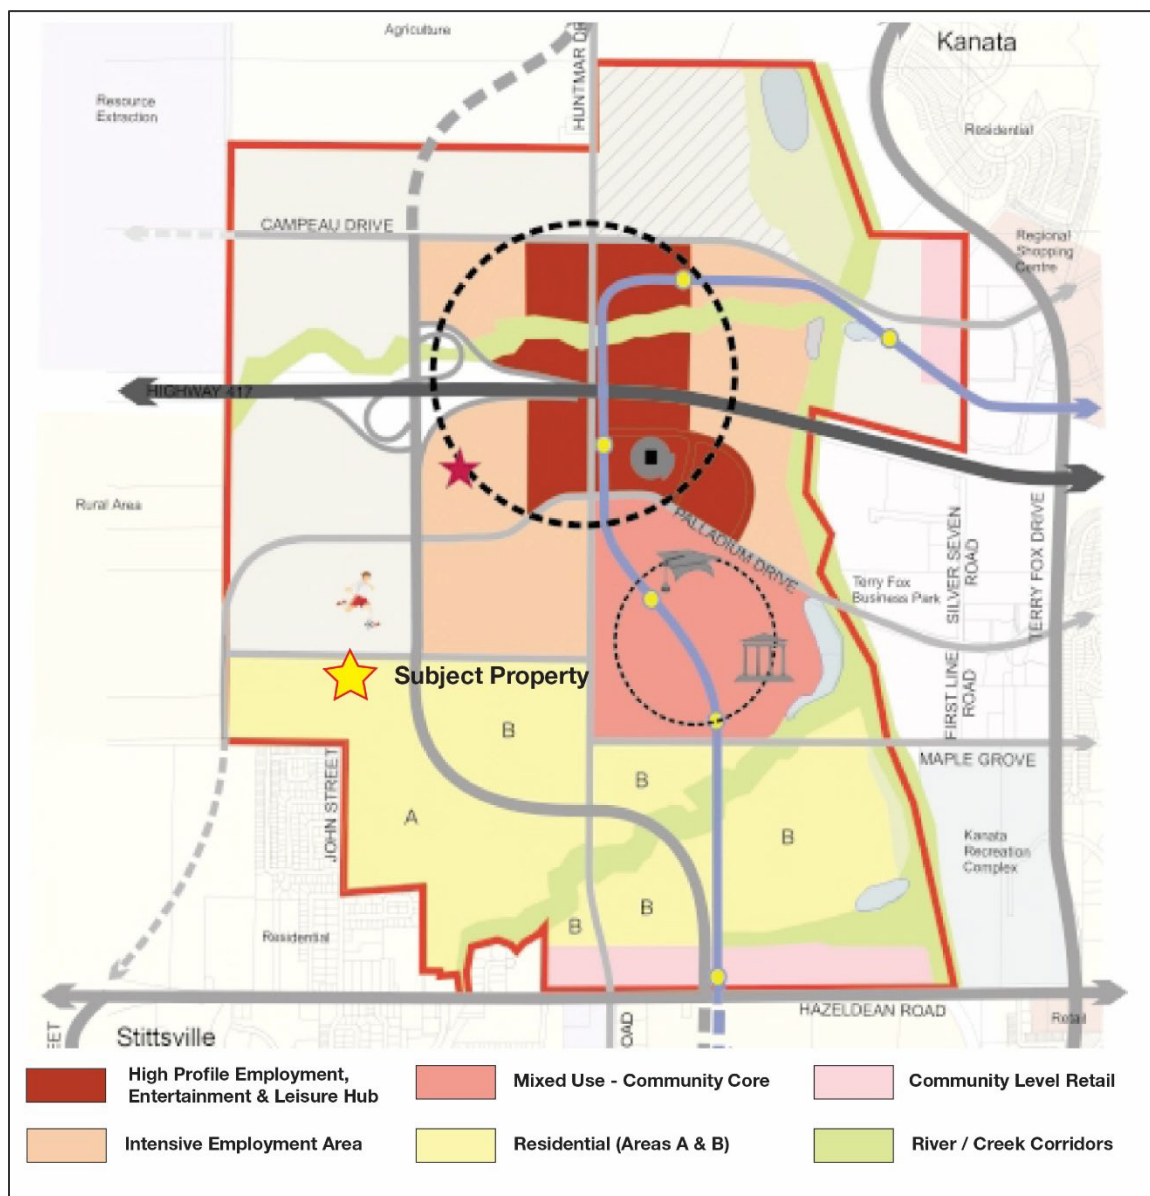 Agriculture
HUNTMAR DR
Kanata
Resource
Extraction
Residential
CAMPEAU DRIVE
Regional
Shopping
Centre
HIGHWAY 417
Rural Area
PALLADIUM DRIVE
Terry Fox
Business Park
SILVER SEVEN
ROAD
TERRY FOX DRIVE
FIRST LINE
ROAD
Subject Property
B
MAPLE GROVE
JOHN STREET
B
A
B
Kanata
Recreation
Complex
B
B
Residential
HAZELDEAN ROAD
Retail
EET
OAD
Stittsville
High Profile Employment,
Entertainment & Leisure Hub
Mixed Use - Community Core
Community Level Retail
Intensive Employment Area
Residential (Areas A & B)
River / Creek Corridors